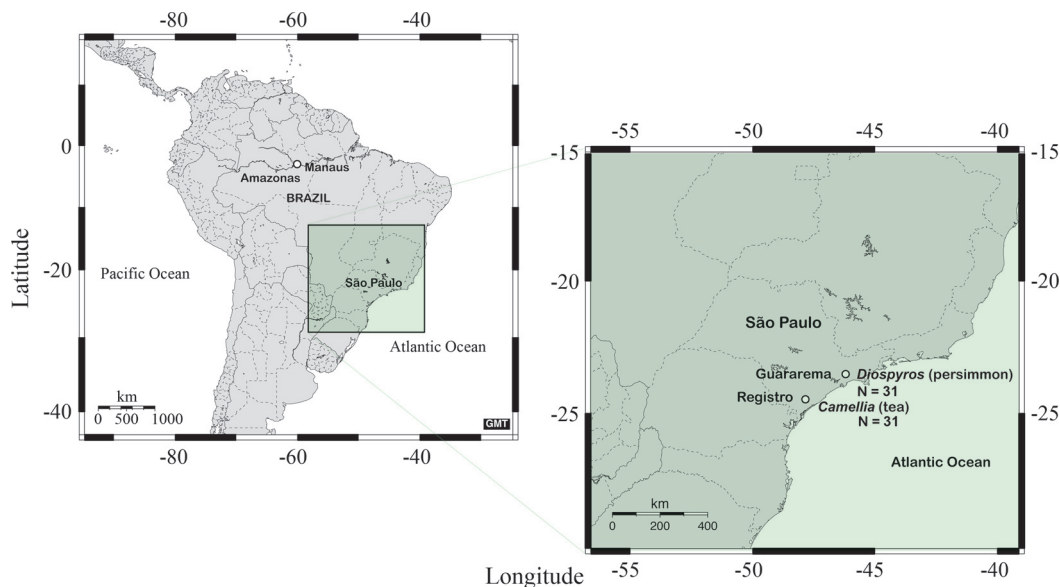 -80 -60 -40
0
Manaus
Amazonas
BRAZIL
Latitude
-20
Pacific Ocean
São Paulo
Atlantic Ocean
km
0 500 1000
-40
GMT
-80 -60 -40
-55 -50 -45 -40
-15 -15
-20 -20
São Paulo
Guararema Diospyros (persimmon)
N = 31
Registro Camellia (tea)
N = 31
-25 -25
Atlantic Ocean
km
0 200 400
-55 -50 -45 -40
Longitude